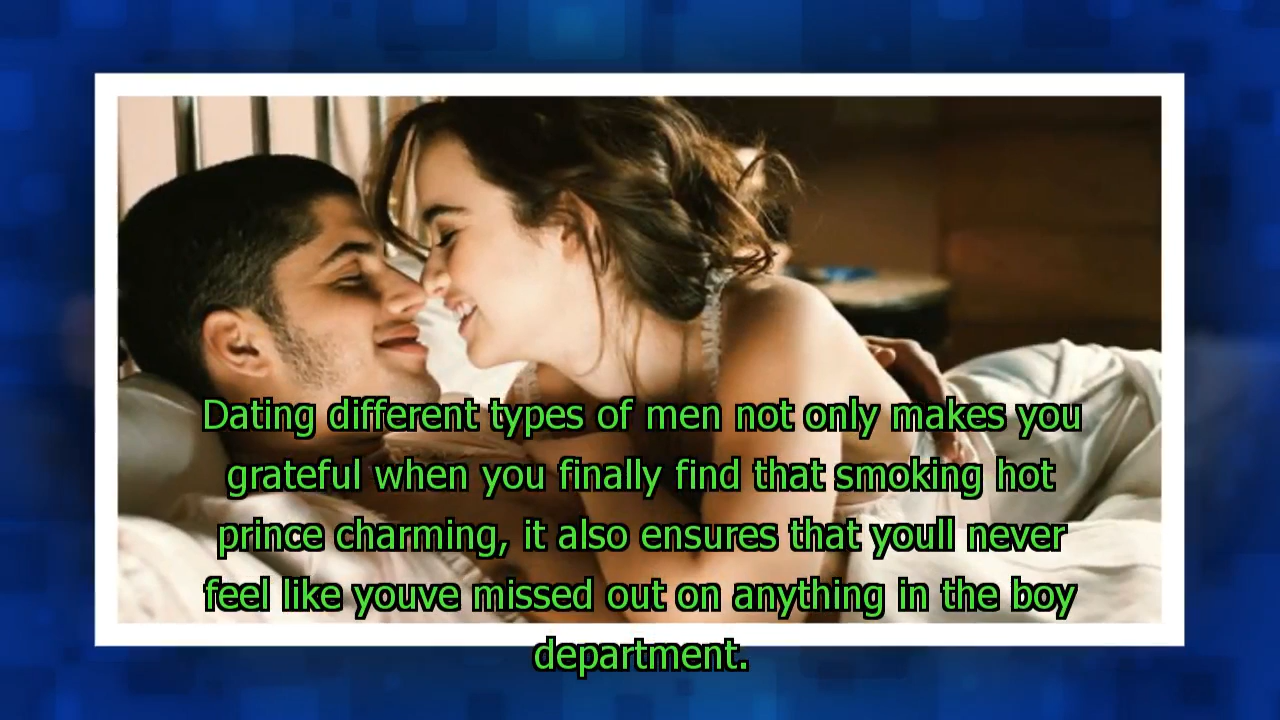 Dating different types of men not only makes you
grateful when you finally find that smoking hot
prince charming, it also ensures that youll never
feel like youve missed out on anything in the boy
department.